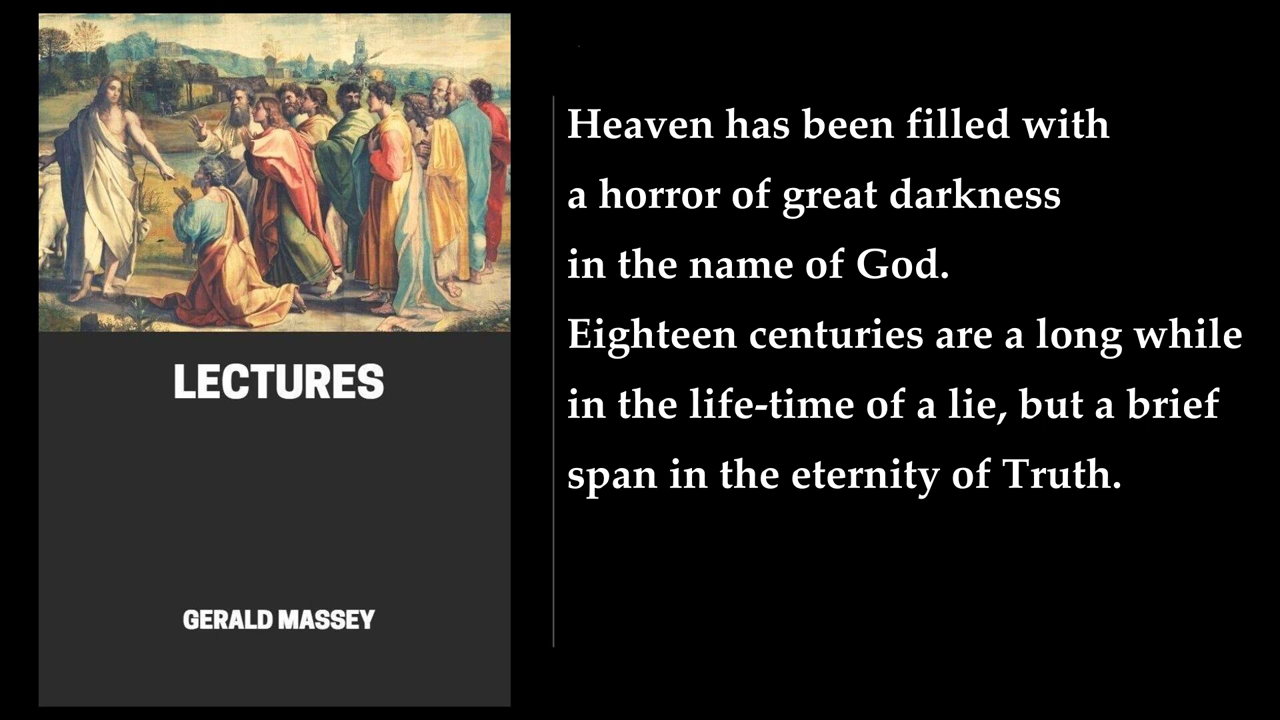 LECTURES
GERALD MASSEY
Heaven has been filled with
a horror of great darkness
in the name of God.
Eighteen centuries are a long while
in the life-time of a lie, but a brief
span in the eternity of Truth.